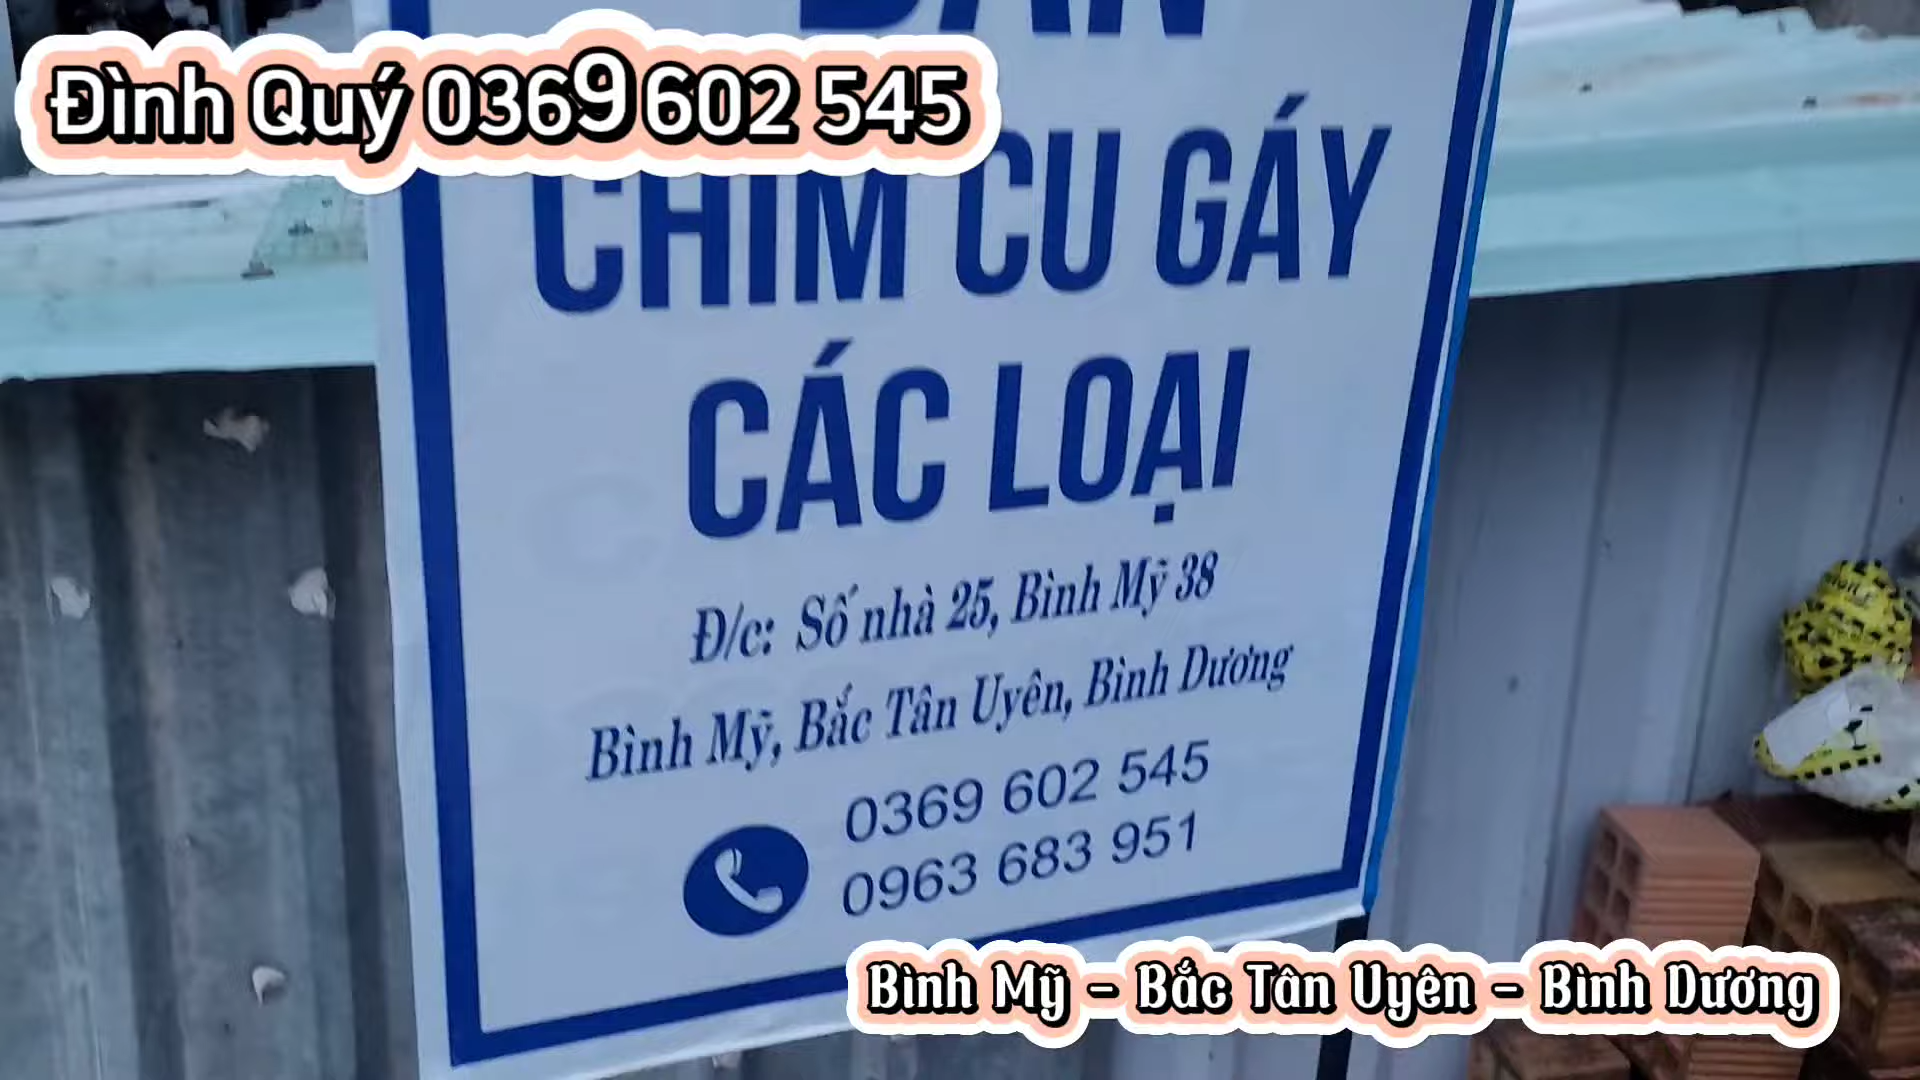 Đình Quý 0369 602 545
CHIM CU GÁY
CÁC LOẠI
Đ/c: Số nhà 25, Bình Mỹ 38
Bình Mỹ, Bắc Tân Uyên, Bình Dương
0369 602 545
0963 683 951
Bình Mỹ - Bắc Tân Uyên - Bình Dương